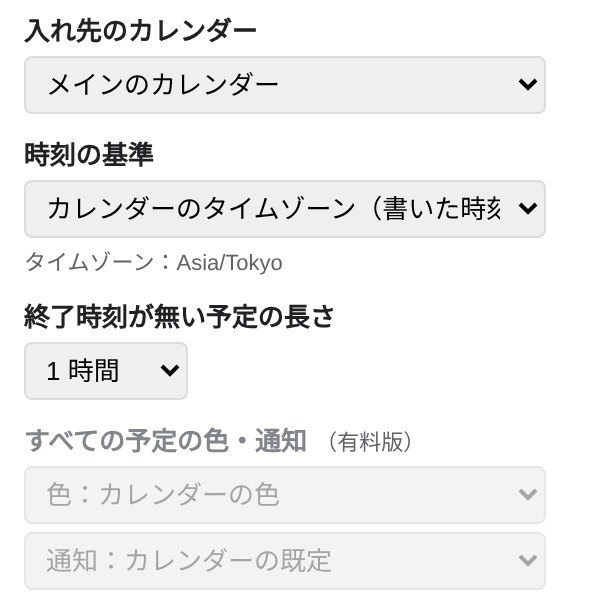 入れ先のカレンダー
メインのカレンダー
時刻の基準
カレンダーのタイムゾーン（書いた時刻
タイムゾーン：Asia/Tokyo
終了時刻が無い予定の長さ
1 時間
すべての予定の色・通知 （有料版）
色：カレンダーの色
通知：カレンダーの既定